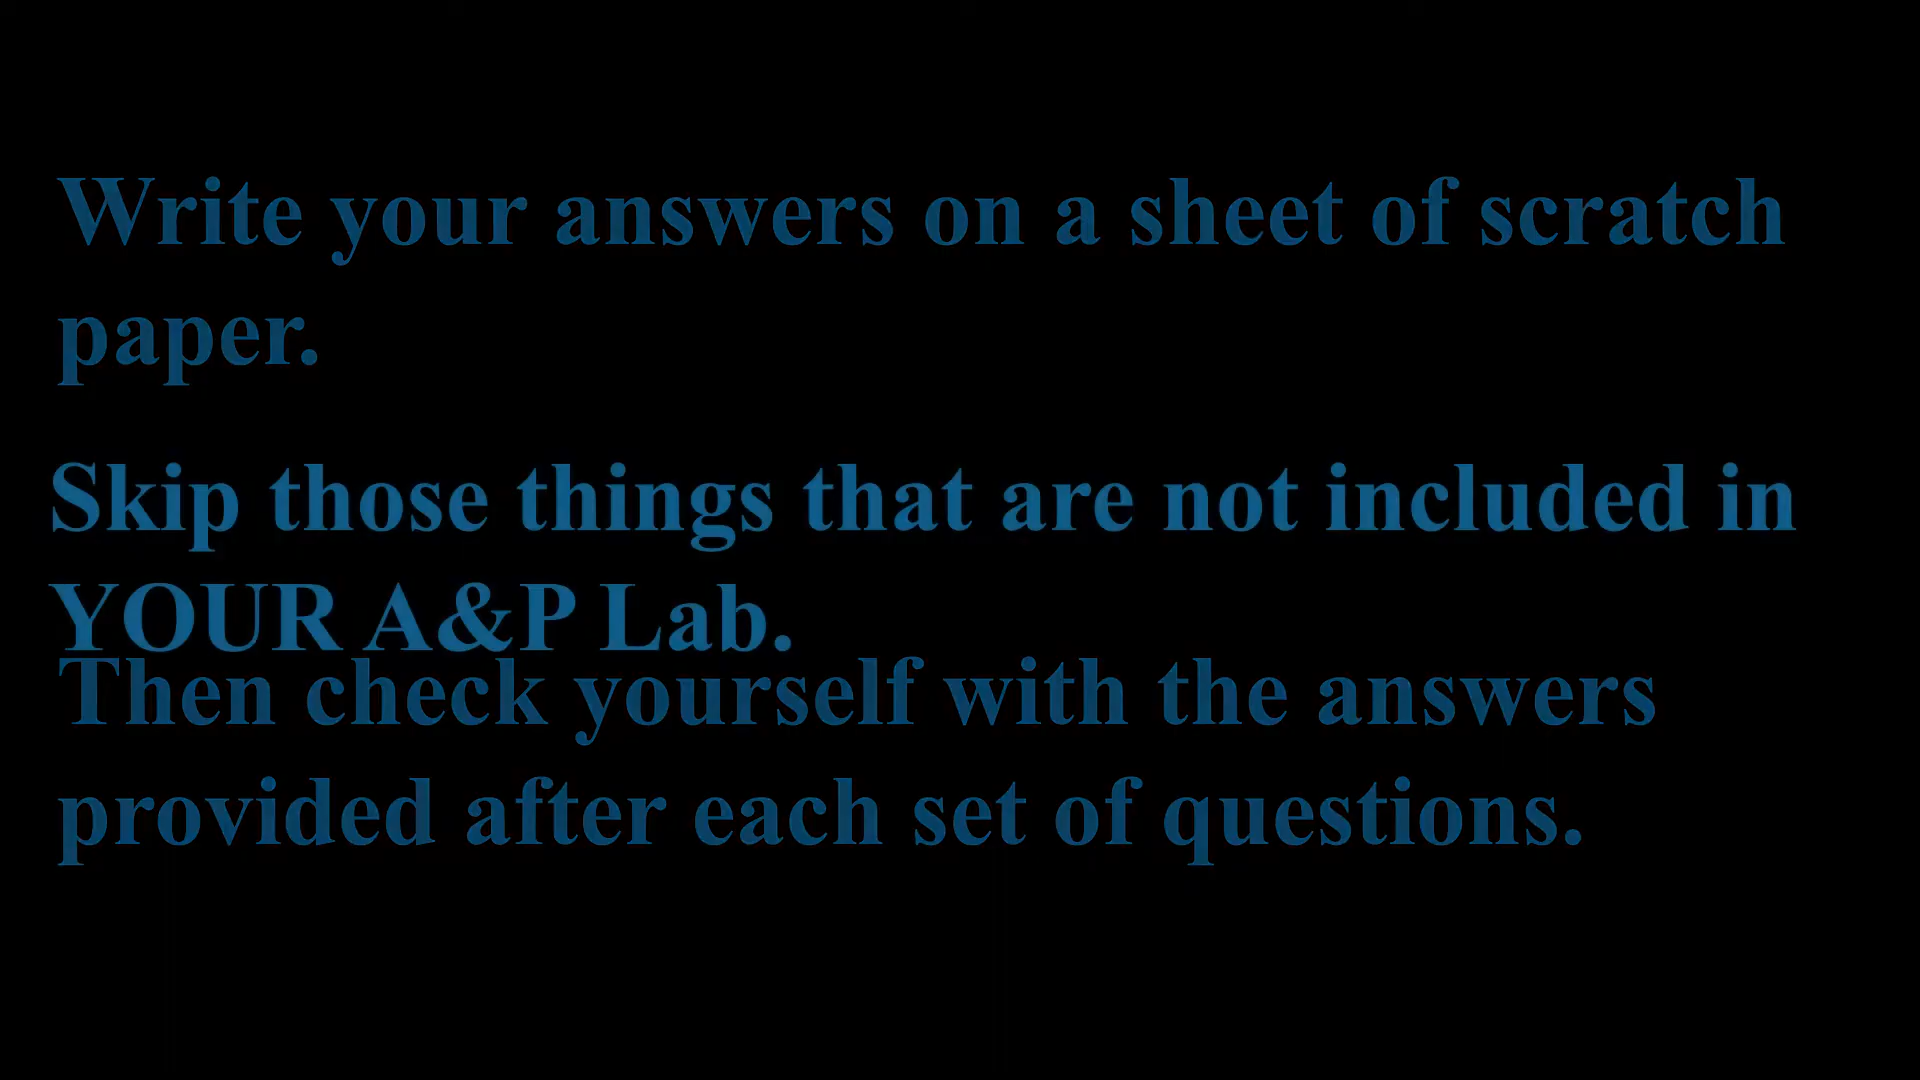 Write your answers on a sheet of scratch
paper.
Skip those things that are not included in
YOUR A&P Lab.
Then check yourself with the answers
provided after each set of questions.